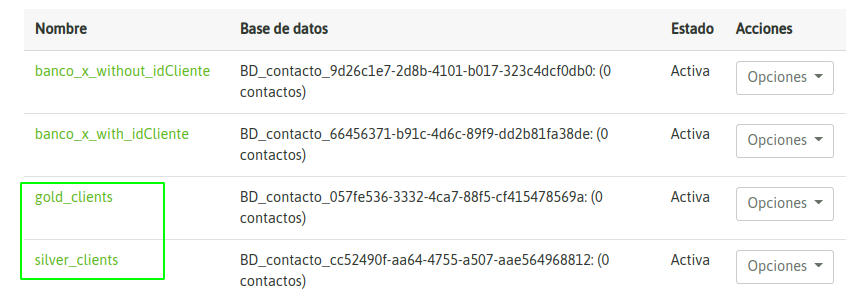 Nombre Base de datos Estado Acciones
banco_x_without_idCliente BD_contacto_9d26c1e7-2d8b-4101-b017-323c4dcf0db0: (0 Activa Opciones
contactos)
banco_x_with_idCliente BD_contacto_66456371-b91c-4d6c-89f9-dd2b81fa38de: (0 Activa Opciones
contactos)
gold_clients BD_contacto_057fe536-3332-4ca7-88f5-cf415478569a: (0 Activa Opciones
contactos)
silver_clients BD_contacto_cc52490f-aa64-4755-a507-aae564968812: (0 Activa Opciones
contactos)